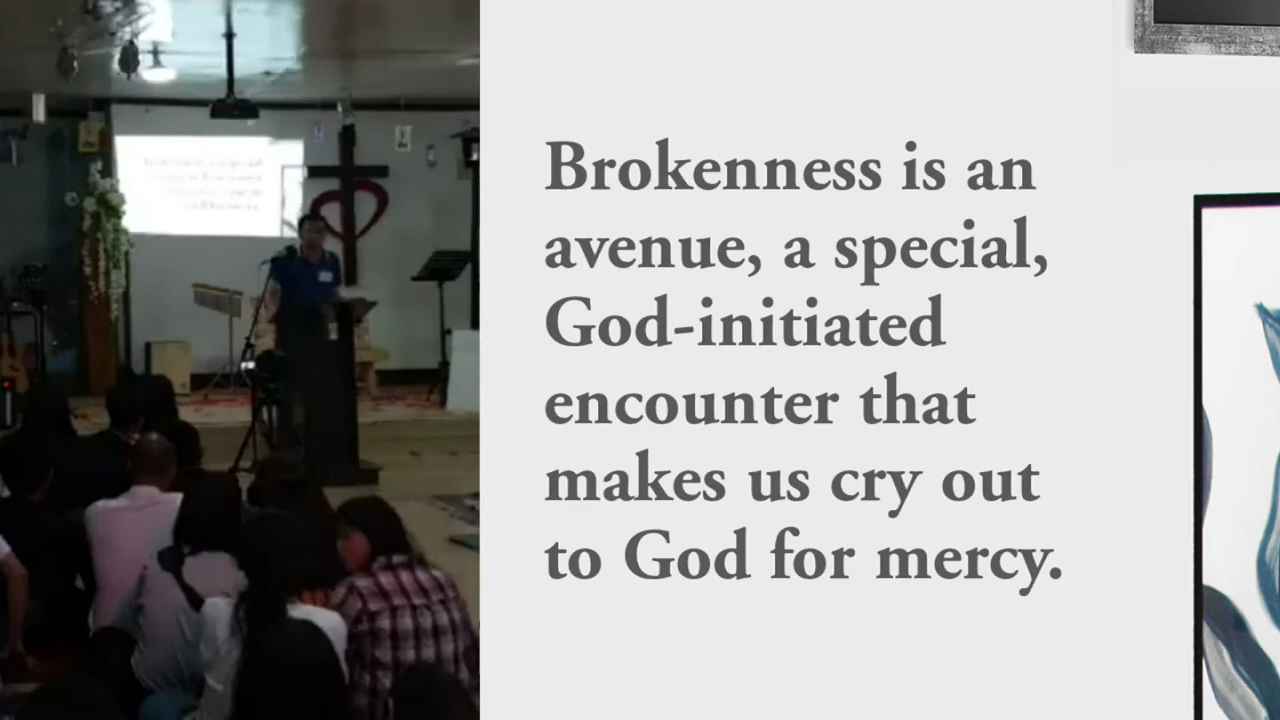 Brokenness is an
avenue, a special,
God-initiated
encounter that
makes us cry out
to God for mercy.